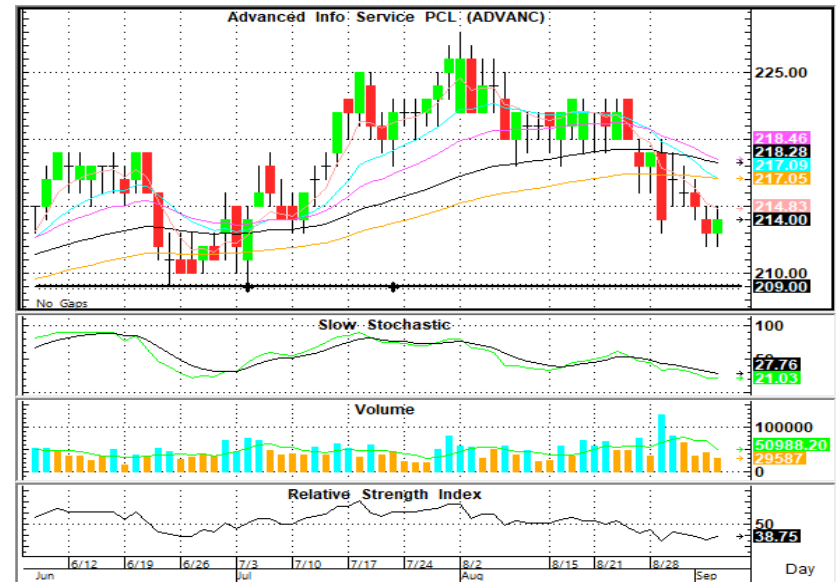 Advanced Info Service PCL (ADVANC)
225.00
218.46
218.28
217.09
217.05
214.83
214.00
210.00
209.00
No Gaps
Slow Stochastic
100
50
27.76
21.03
Volume
100000
50988.20
29587
0
Relative Strength Index
50
38.75
6/12 6/19 6/26 7/3 7/10 7/17 7/24 8/2 8/15 8/21 8/28
Jun Jul Aug Sep Day